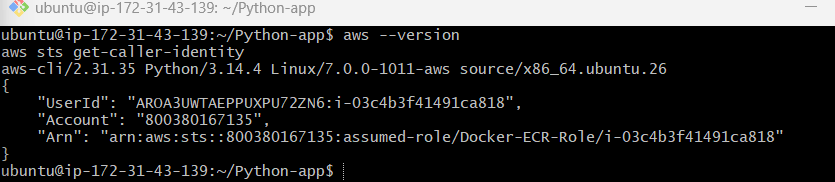 ubuntu@ip-172-31-43-139: ~/Python-app
ubuntu@ip-172-31-43-139:~/Python-app$ aws --version
aws sts get-caller-identity
aws-cli/2.31.35 Python/3.14.4 Linux/7.0.0-1011-aws source/x86_64.ubuntu.26
{
    "UserId": "AROA3UWTAEPPUXPU72ZN6:i-03c4b3f41491ca818",
    "Account": "800380167135",
    "Arn": "arn:aws:sts::800380167135:assumed-role/Docker-ECR-Role/i-03c4b3f41491ca818"
}
ubuntu@ip-172-31-43-139:~/Python-app$